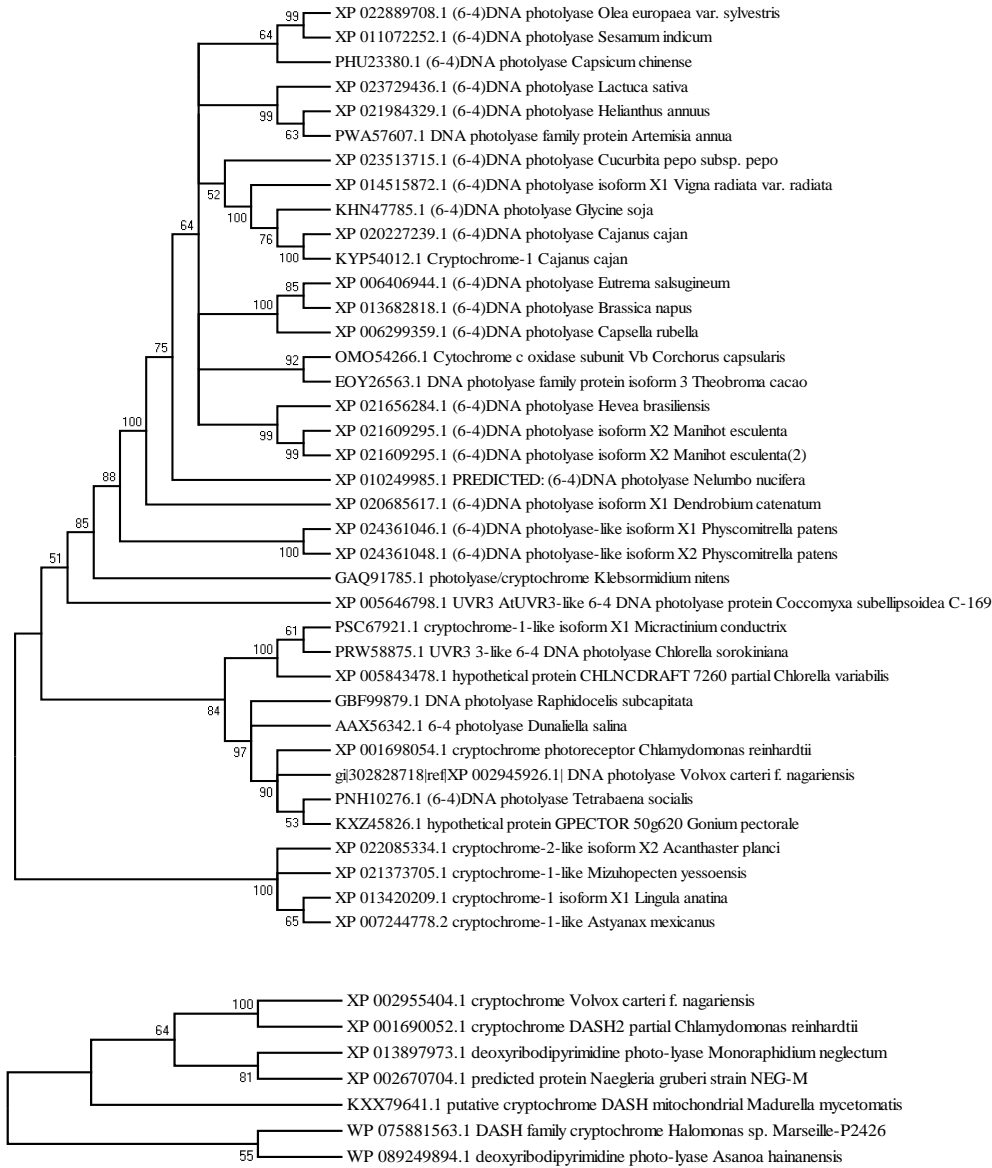 99 XP 022889708.1 (6-4)DNA photolyase Olea europaea var. sylvestris
64
XP 011072252.1 (6-4)DNA photolyase Sesamum indicum
PHU23380.1 (6-4)DNA photolyase Capsicum chinense
XP 023729436.1 (6-4)DNA photolyase Lactuca sativa
99
XP 021984329.1 (6-4)DNA photolyase Helianthus annuus
63
PWA57607.1 DNA photolyase family protein Artemisia annua
XP 023513715.1 (6-4)DNA photolyase Cucurbita pepo subsp. pepo
52
XP 014515872.1 (6-4)DNA photolyase isoform X1 Vigna radiata var. radiata
100
KHN47785.1 (6-4)DNA photolyase Glycine soja
64
76
XP 020227239.1 (6-4)DNA photolyase Cajanus cajan
100
KYP54012.1 Cryptochrome-1 Cajanus cajan
85
XP 006406944.1 (6-4)DNA photolyase Eutrema salsugineum
100
XP 013682818.1 (6-4)DNA photolyase Brassica napus
XP 006299359.1 (6-4)DNA photolyase Capsella rubella
75
92
OMO54266.1 Cytochrome c oxidase subunit Vb Corchorus capsularis
EOY26563.1 DNA photolyase family protein isoform 3 Theobroma cacao
XP 021656284.1 (6-4)DNA photolyase Hevea brasiliensis
100
99
XP 021609295.1 (6-4)DNA photolyase isoform X2 Manihot esculenta
99
XP 021609295.1 (6-4)DNA photolyase isoform X2 Manihot esculenta(2)
88
XP 010249985.1 PREDICTED: (6-4)DNA photolyase Nelumbo nucifera
XP 020685617.1 (6-4)DNA photolyase isoform X1 Dendrobium catenatum
85
XP 024361046.1 (6-4)DNA photolyase-like isoform X1 Physcomitrella patens
100
XP 024361048.1 (6-4)DNA photolyase-like isoform X2 Physcomitrella patens
51
GAQ91785.1 photolyase/cryptochrome Klebsormidium nitens
XP 005646798.1 UVR3 AtUVR3-like 6-4 DNA photolyase protein Coccomyxa subellipsoidea C-169
61
PSC67921.1 cryptochrome-1-like isoform X1 Micractinium conductrix
100
PRW58875.1 UVR3 3-like 6-4 DNA photolyase Chlorella sorokiniana
XP 005843478.1 hypothetical protein CHLNCDRAFT 7260 partial Chlorella variabilis
84
GBF99879.1 DNA photolyase Raphidocelis subcapitata
AAX56342.1 6-4 photolyase Dunaliella salina
97
XP 001698054.1 cryptochrome photoreceptor Chlamydomonas reinhardtii
gi|302828718|ref|XP 002945926.1| DNA photolyase Volvox carteri f. nagariensis
90
PNH10276.1 (6-4)DNA photolyase Tetrabaena socialis
53
KXZ45826.1 hypothetical protein GPECTOR 50g620 Gonium pectorale
XP 022085334.1 cryptochrome-2-like isoform X2 Acanthaster planci
XP 021373705.1 cryptochrome-1-like Mizuhopecten yessoensis
100
XP 013420209.1 cryptochrome-1 isoform X1 Lingula anatina
65
XP 007244778.2 cryptochrome-1-like Astyanax mexicanus
100
XP 002955404.1 cryptochrome Volvox carteri f. nagariensis
64
XP 001690052.1 cryptochrome DASH2 partial Chlamydomonas reinhardtii
XP 013897973.1 deoxyribodipyrimidine photo-lyase Monoraphidium neglectum
81
XP 002670704.1 predicted protein Naegleria gruberi strain NEG-M
KXX79641.1 putative cryptochrome DASH mitochondrial Madurella mycetomatis
WP 075881563.1 DASH family cryptochrome Halomonas sp. Marseille-P2426
55
WP 089249894.1 deoxyribodipyrimidine photo-lyase Asanoa hainanensis